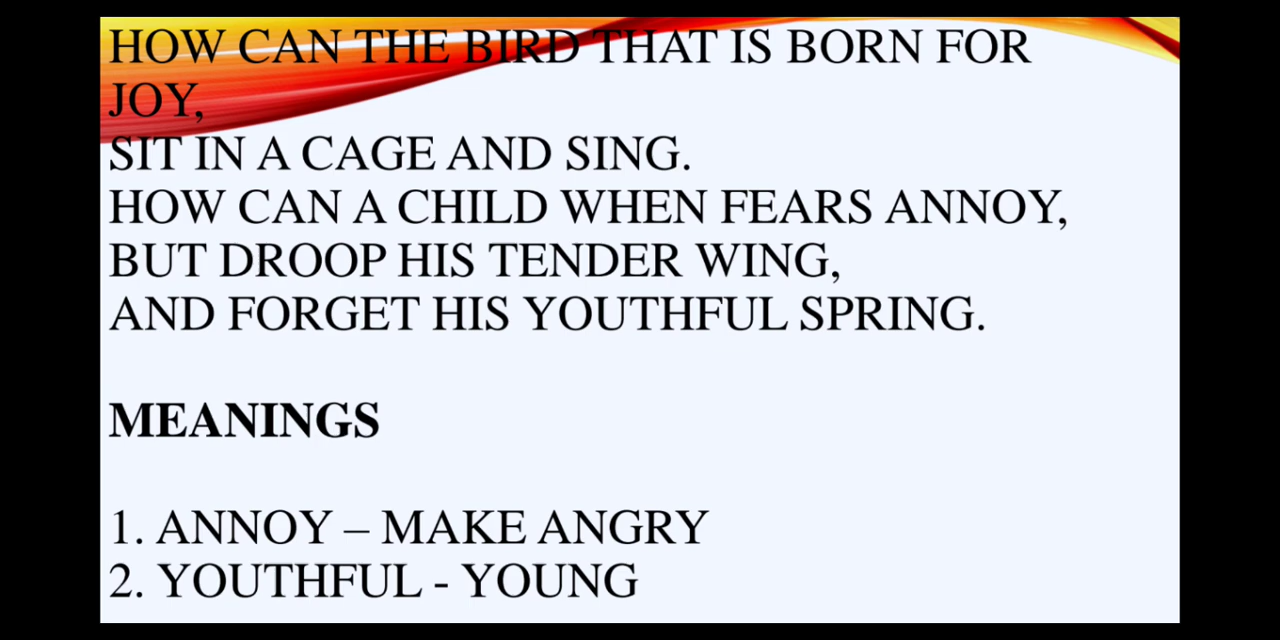 HOW CAN THE BIRD THAT IS BORN FOR
JOY,
SIT IN A CAGE AND SING.
HOW CAN A CHILD WHEN FEARS ANNOY,
BUT DROOP HIS TENDER WING,
AND FORGET HIS YOUTHFUL SPRING.
MEANINGS
1. ANNOY – MAKE ANGRY
2. YOUTHFUL - YOUNG